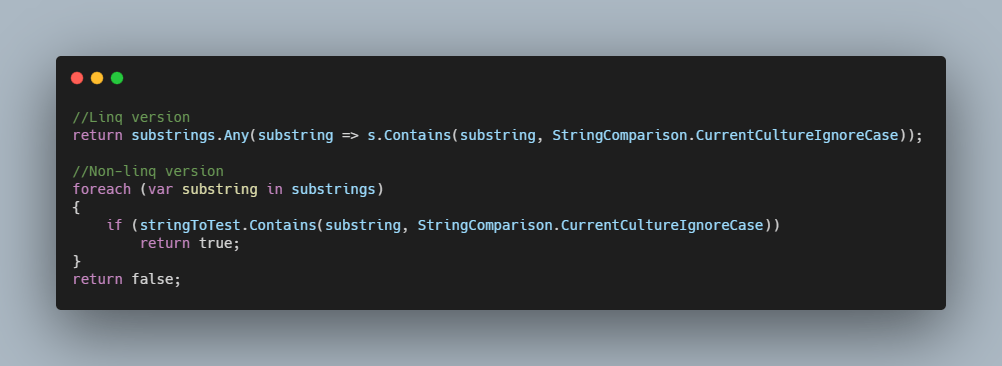 //Linq version
return substrings.Any(substring => s.Contains(substring, StringComparison.CurrentCultureIgnoreCase));
//Non-linq version
foreach (var substring in substrings)
{
    if (stringToTest.Contains(substring, StringComparison.CurrentCultureIgnoreCase))
        return true;
}
return false;